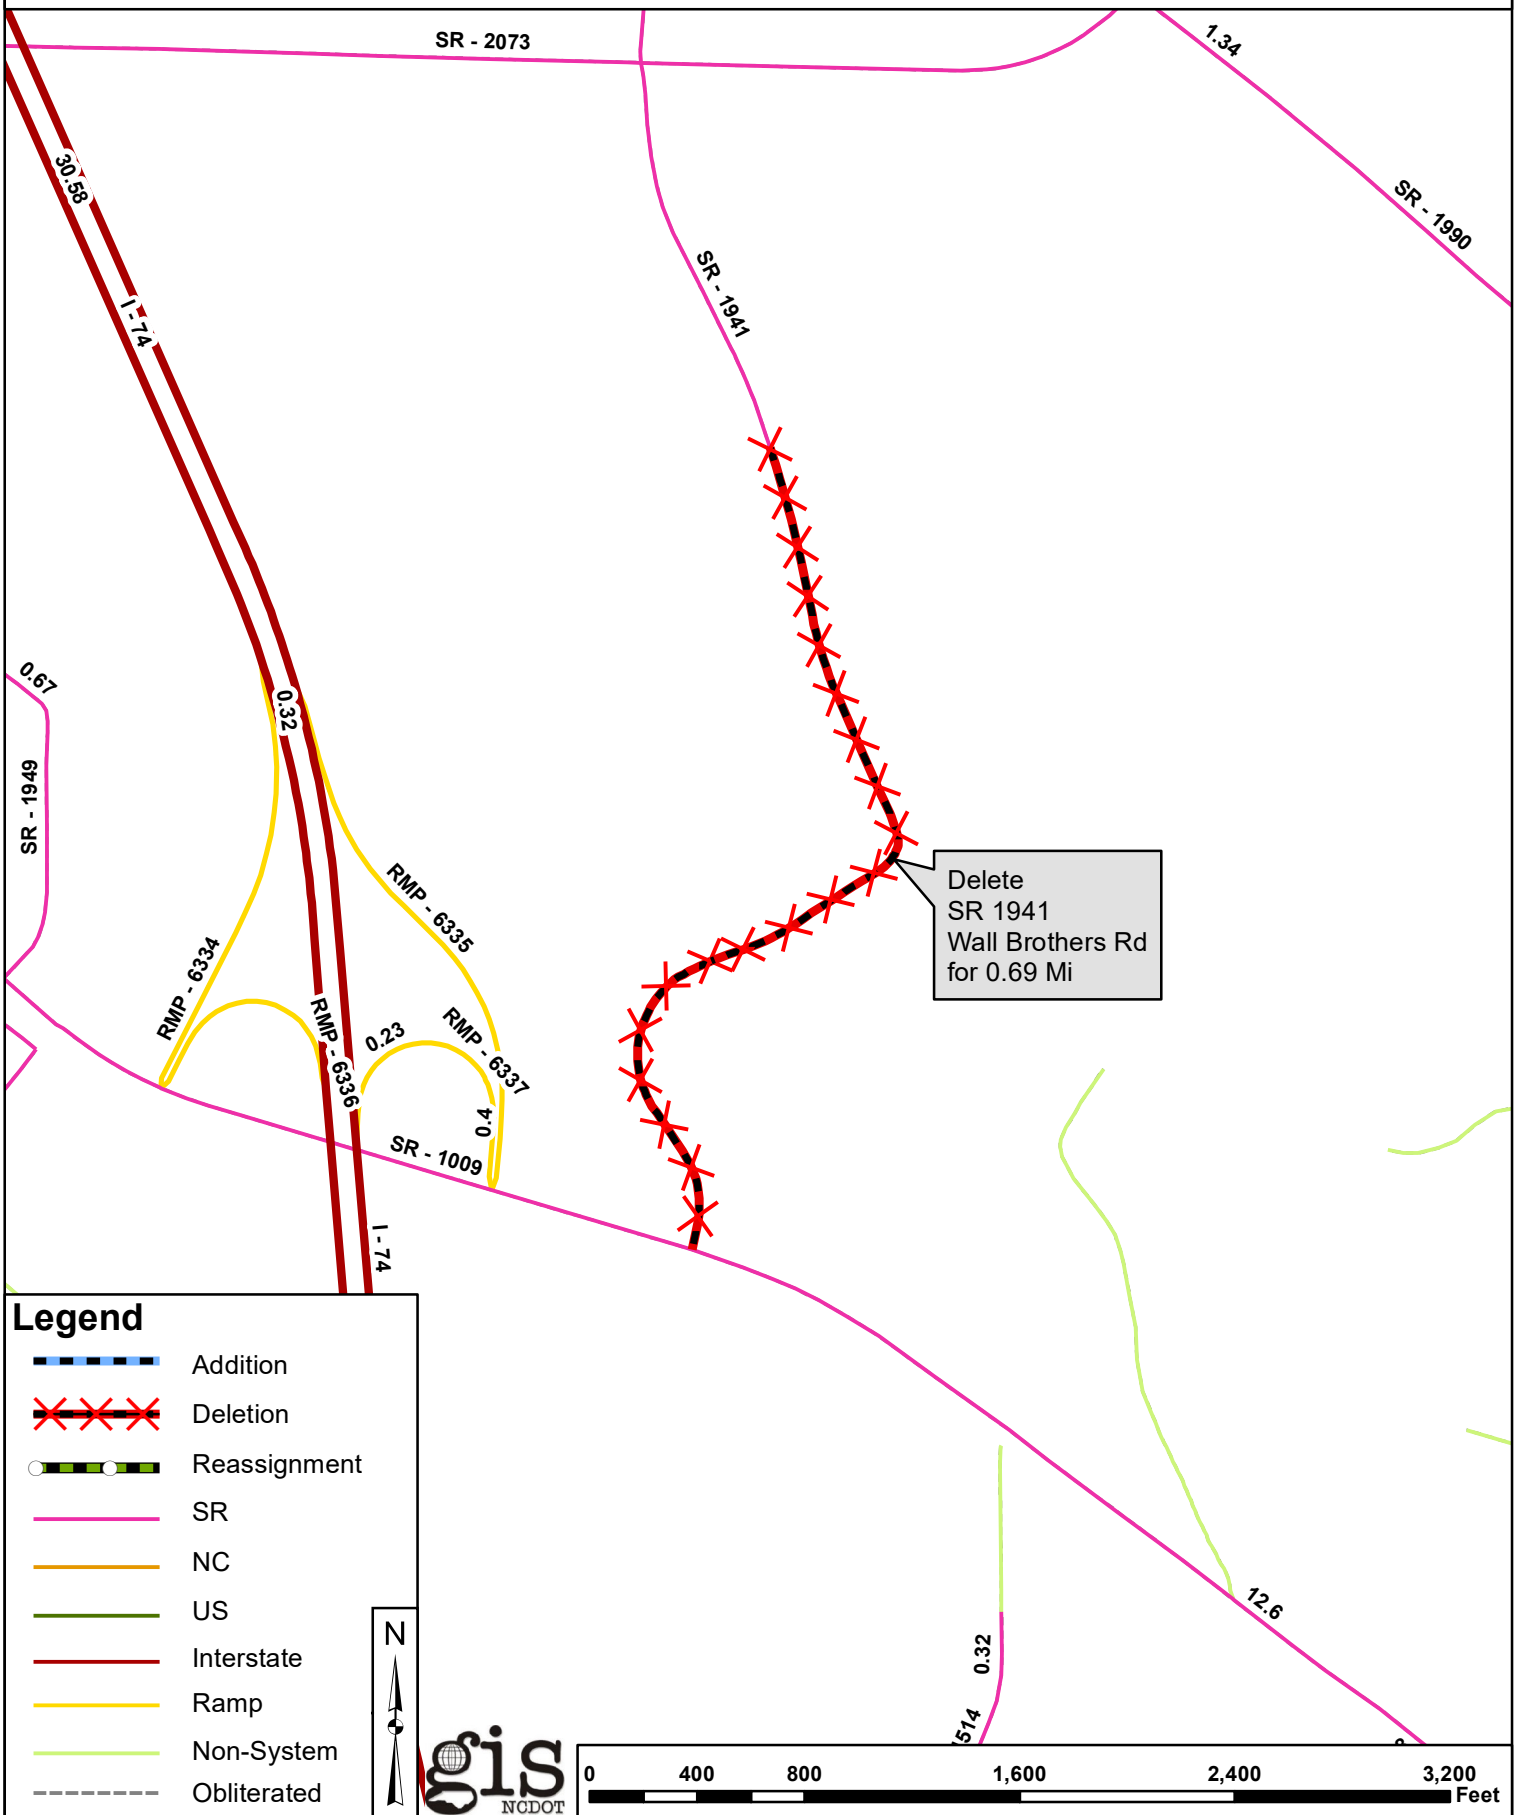 SR - 2073
1.34
SR - 1990
30.58
I - 74
SR - 1941
0.67
0.32
SR - 1949
RMP - 6335
RMP - 6334
Delete
SR 1941
Wall Brothers Rd
for 0.69 Mi
RMP - 6336
0.23
RMP - 6337
0.4
SR - 1009
I - 74
Legend
Addition
Deletion
Reassignment
SR
NC
US
Interstate
Ramp
Non-System
Obliterated
N
12.6
0.32
gis
NCDOT
0 400 800 1,600 2,400 3,200
Feet